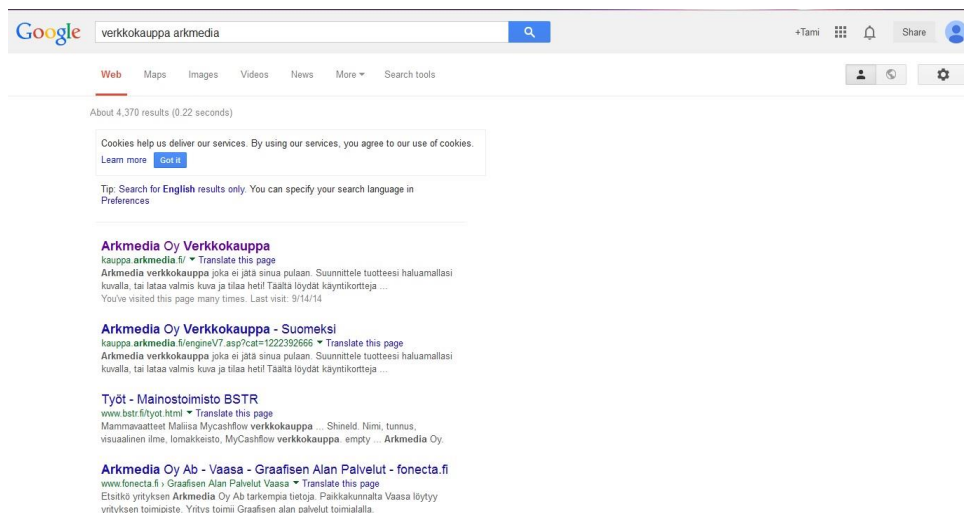 Google verkkokauppa arkmedia +Tami Share
Web Maps Images Videos News More Search tools
About 4,370 results (0.22 seconds)
Cookies help us deliver our services. By using our services, you agree to our use of cookies.
Learn more Got it
Tip: Search for English results only. You can specify your search language in
Preferences
Arkmedia Oy Verkkokauppa
kauppa.arkmedia.fi/ Translate this page
Arkmedia verkkokauppa joka ei jätä sinua pulaan. Suunnittele tuotteesi haluamallasi
kuvalla, tai lataa valmis kuva ja tilaa heti! Täältä löydät käyntikortteja ...
You've visited this page many times. Last visit: 9/14/14
Arkmedia Oy Verkkokauppa - Suomeksi
kauppa.arkmedia.fi/engineV7.asp?cat=1222392666 Translate this page
Arkmedia verkkokauppa joka ei jätä sinua pulaan. Suunnittele tuotteesi haluamallasi
kuvalla, tai lataa valmis kuva ja tilaa heti! Täältä löydät käyntikortteja ...
Työt - Mainostoimisto BSTR
www.bstr.fi/tyot.html Translate this page
Mammavaatteet Maliisa Mycashflow verkkokauppa ... Shineld. Nimi, tunnus,
visuaalinen ilme, lomakkeisto, MyCashflow verkkokauppa. empty ... Arkmedia Oy.
Arkmedia Oy Ab - Vaasa - Graafisen Alan Palvelut - fonecta.fi
www.fonecta.fi › Graafisen Alan Palvelut Vaasa Translate this page
Etsitkö yrityksen Arkmedia Oy Ab tarkempia tietoja. Paikkakunnalta Vaasa löytyy
yrityksen toimipiste. Yritys toimii Graafisen alan palvelut toimialalla.